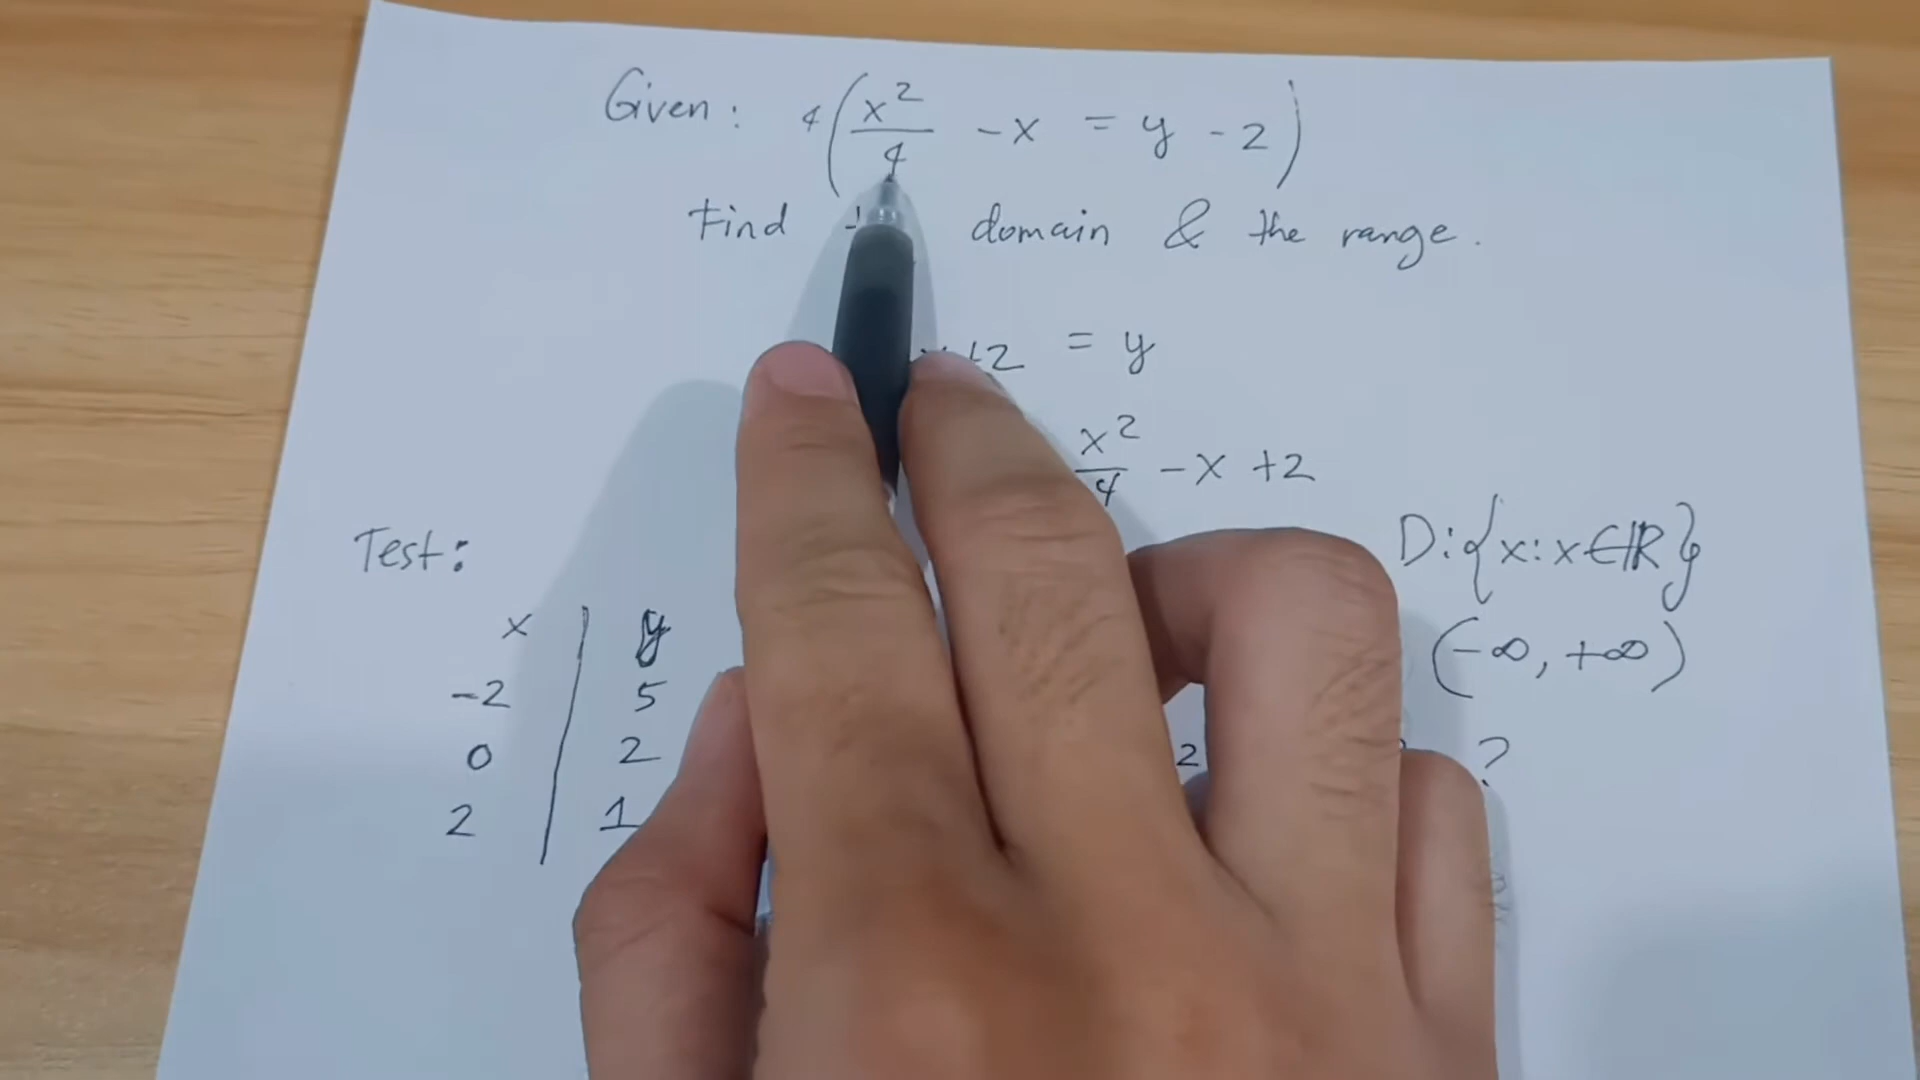 Given: 4(x²/4 - x = y - 2)
Find domain & the range.
+2 = y
x²/4 - x + 2
Test:
D:{x:x∈ℝ}
x | y
(-∞, +∞)
-2 | 5
0 | 2
2 ?
2 | 1